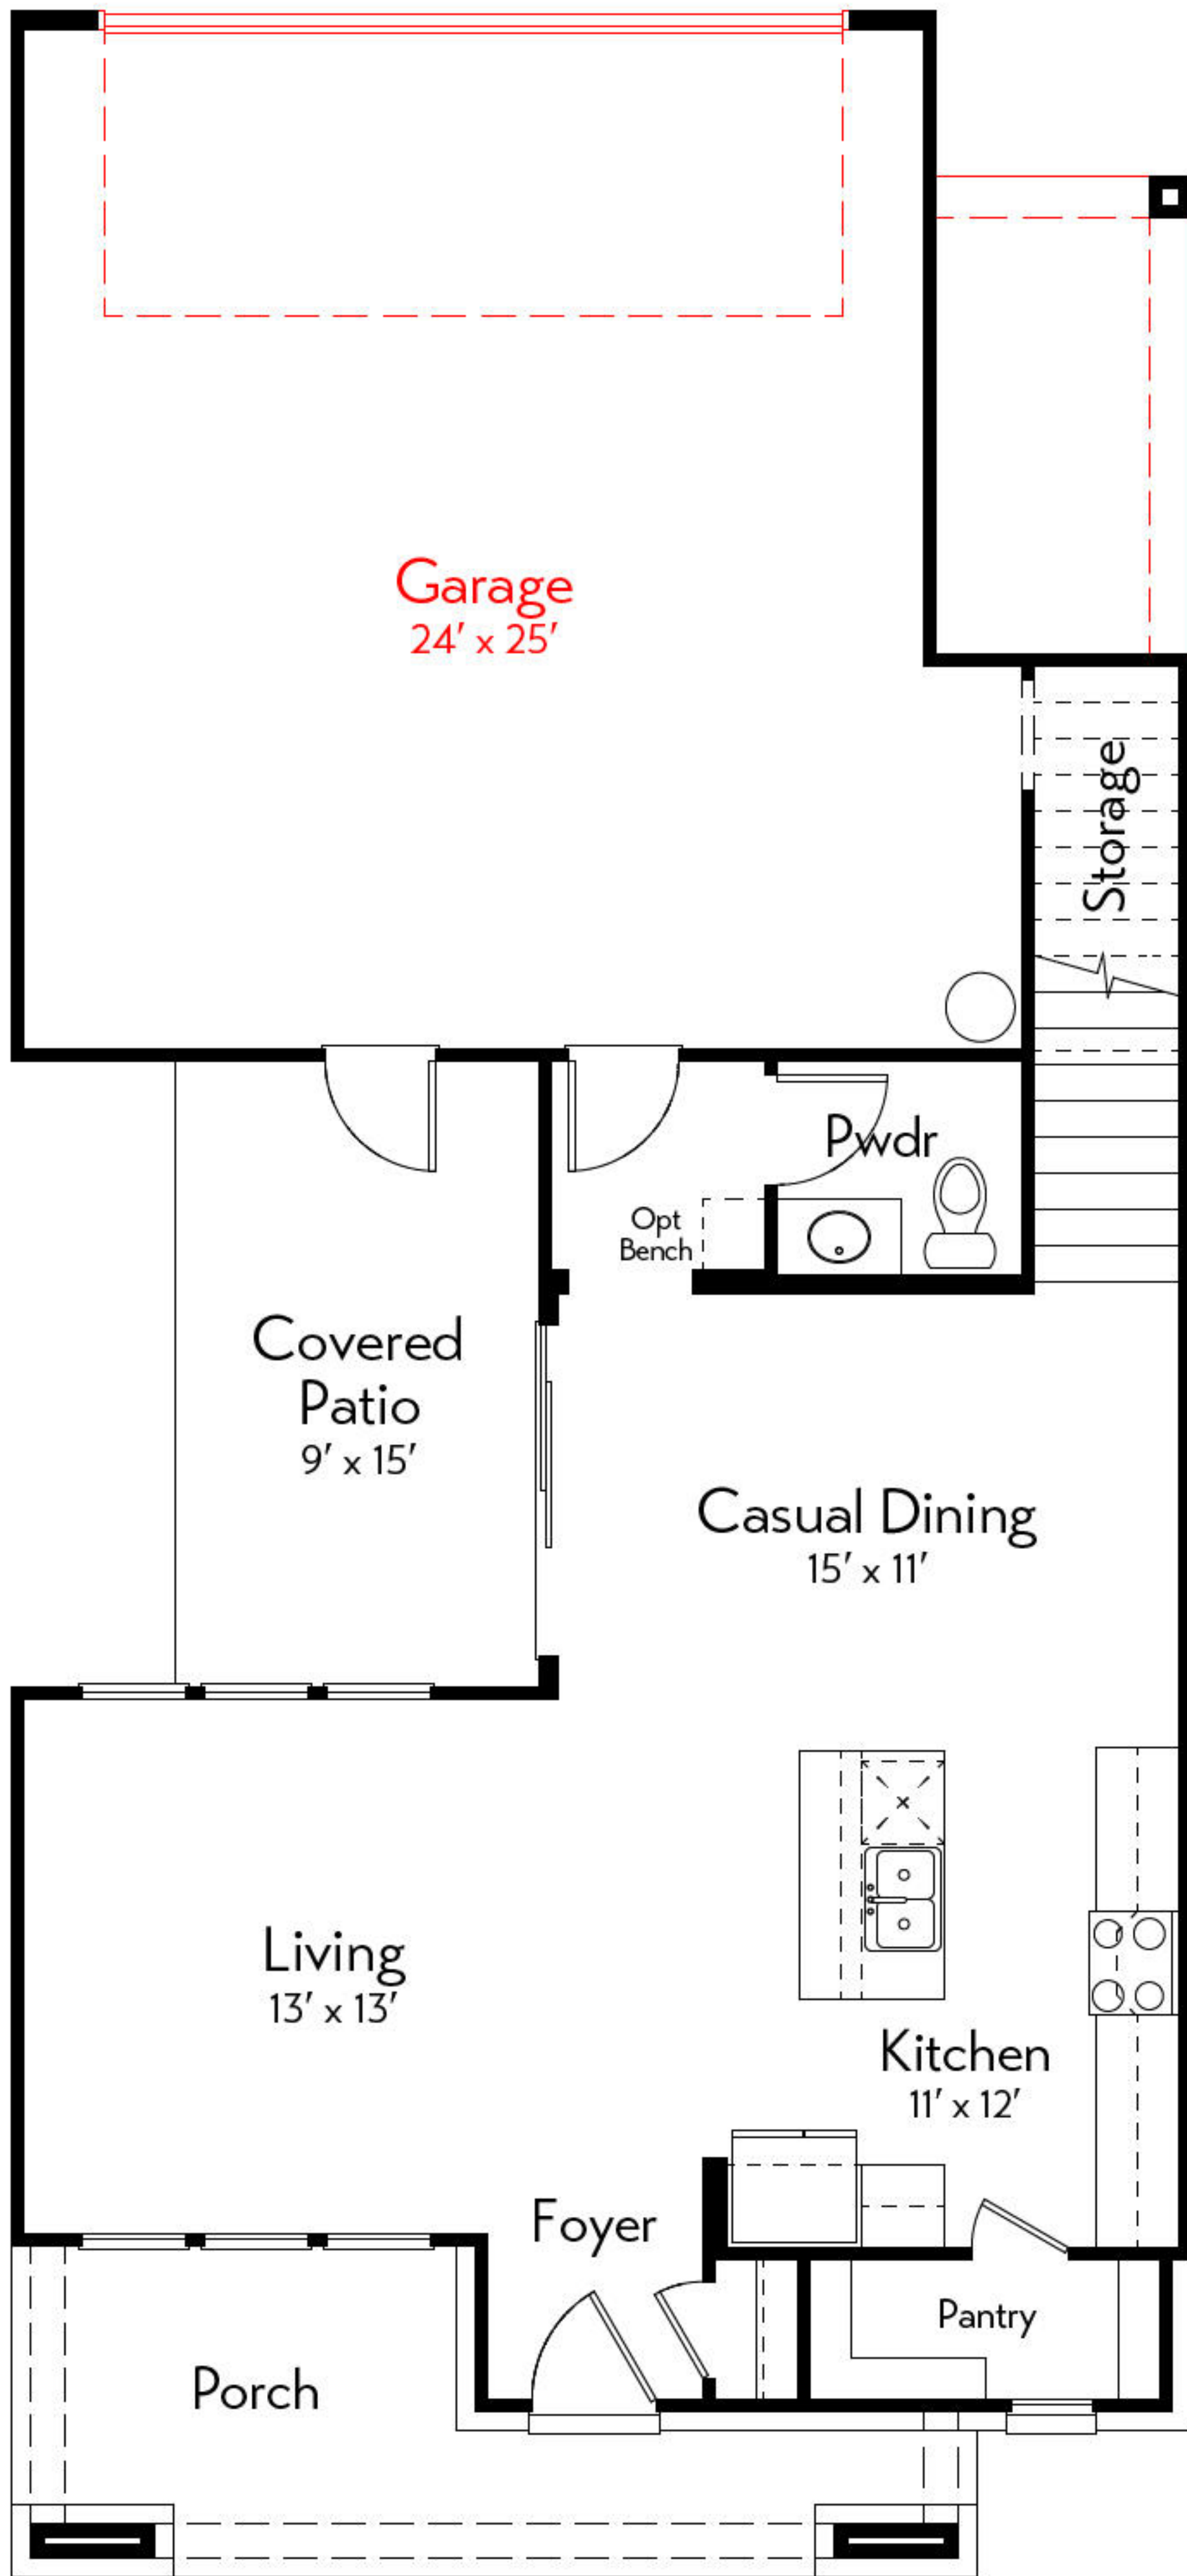 Garage
24′ x 25′
Storage
Pwdr
Opt
Bench
Covered
Patio
9′ x 15′
Casual Dining
15′ x 11′
Living
13′ x 13′
Kitchen
11′ x 12′
Foyer
Pantry
Porch